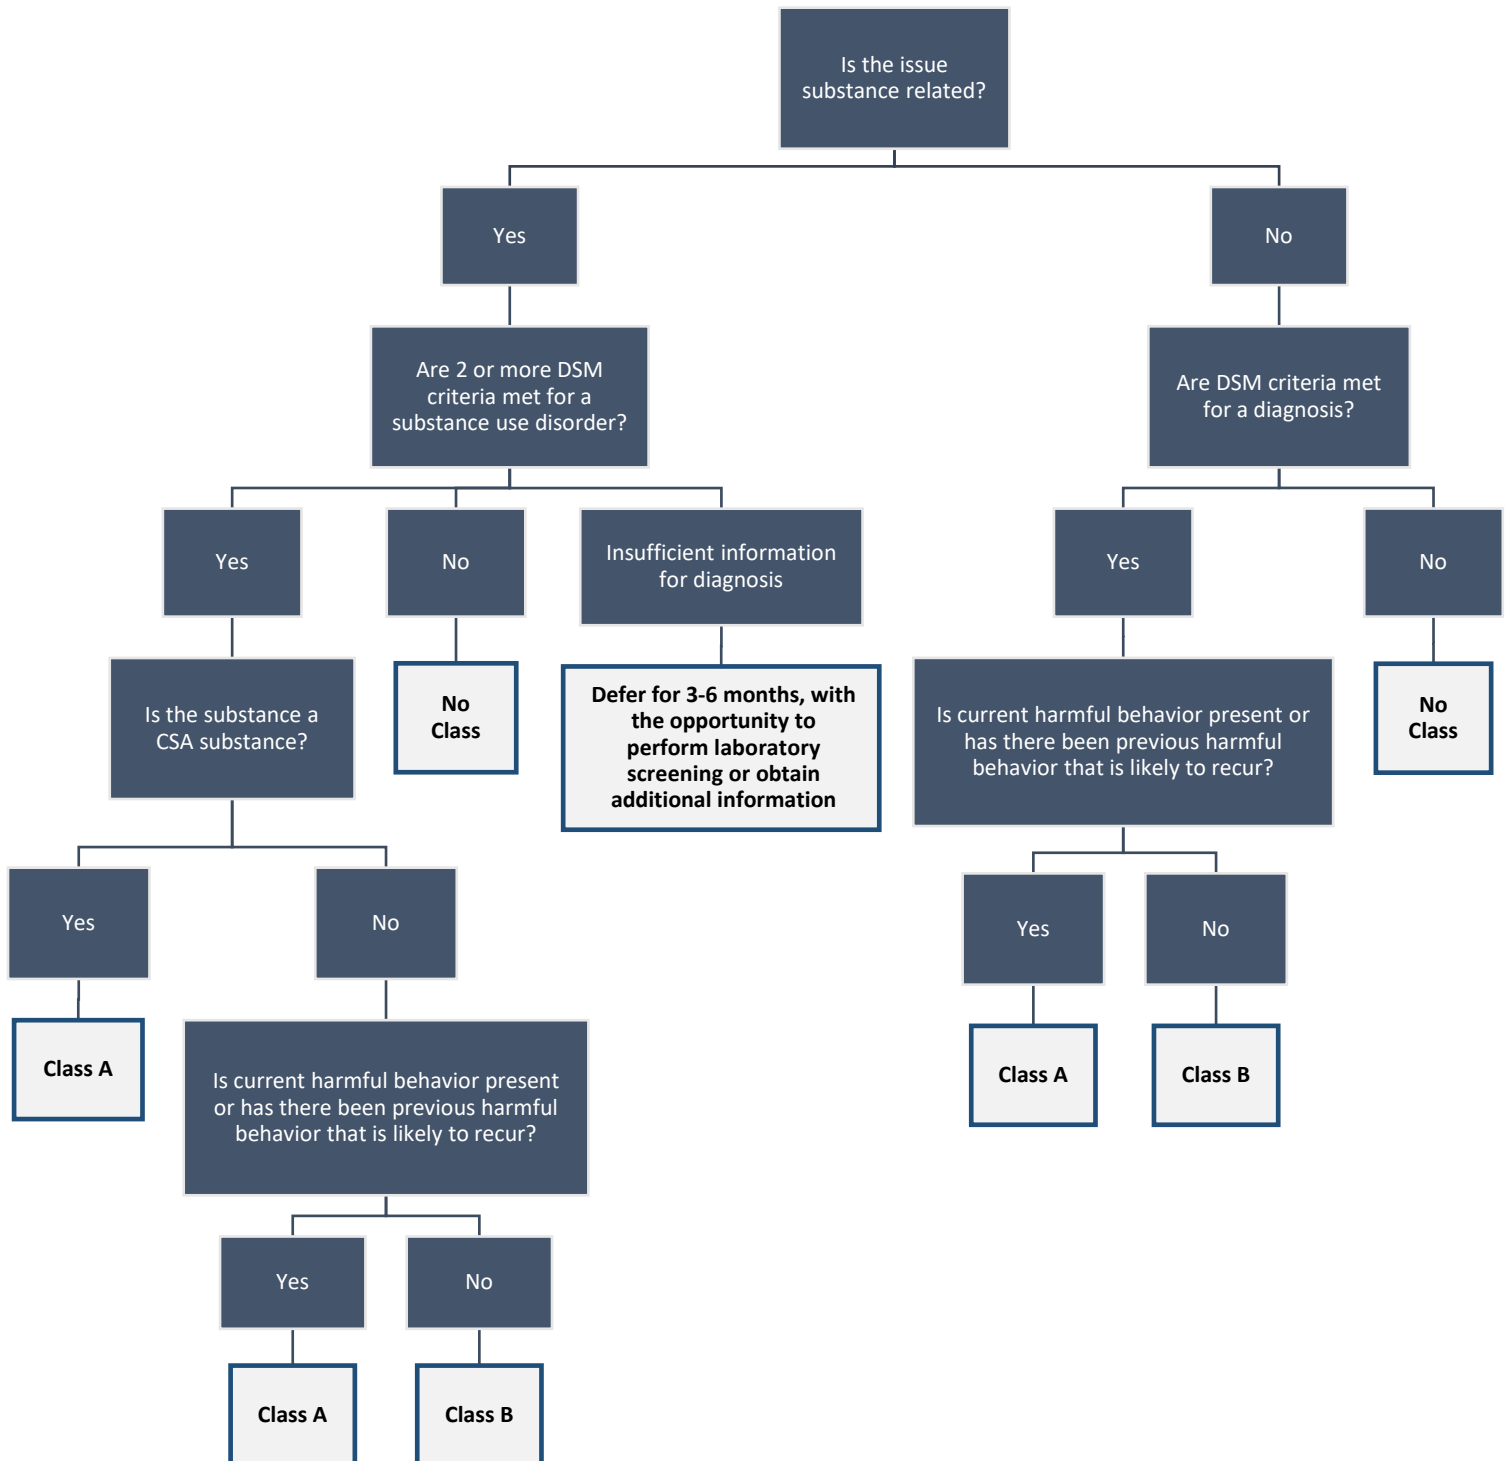 Is the issue
substance related?
Yes
No
Are 2 or more DSM
criteria met for a
substance use disorder?
Are DSM criteria met
for a diagnosis?
Yes
No
Insufficient information
for diagnosis
Yes
No
Is the substance a
CSA substance?
No
Class
Defer for 3-6 months, with
the opportunity to
perform laboratory
screening or obtain
additional information
Is current harmful behavior present or
has there been previous harmful
behavior that is likely to recur?
No
Class
Yes
No
Yes
No
Class A
Is current harmful behavior present
or has there been previous harmful
behavior that is likely to recur?
Class A
Class B
Yes
No
Class A
Class B